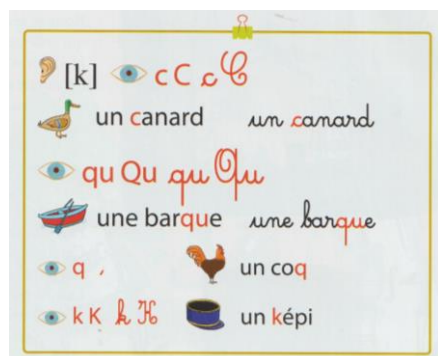 [k] c C c C
un canard un canard
qu Qu qu Qu
une barque une barque
q , un coq
k K k K un képi